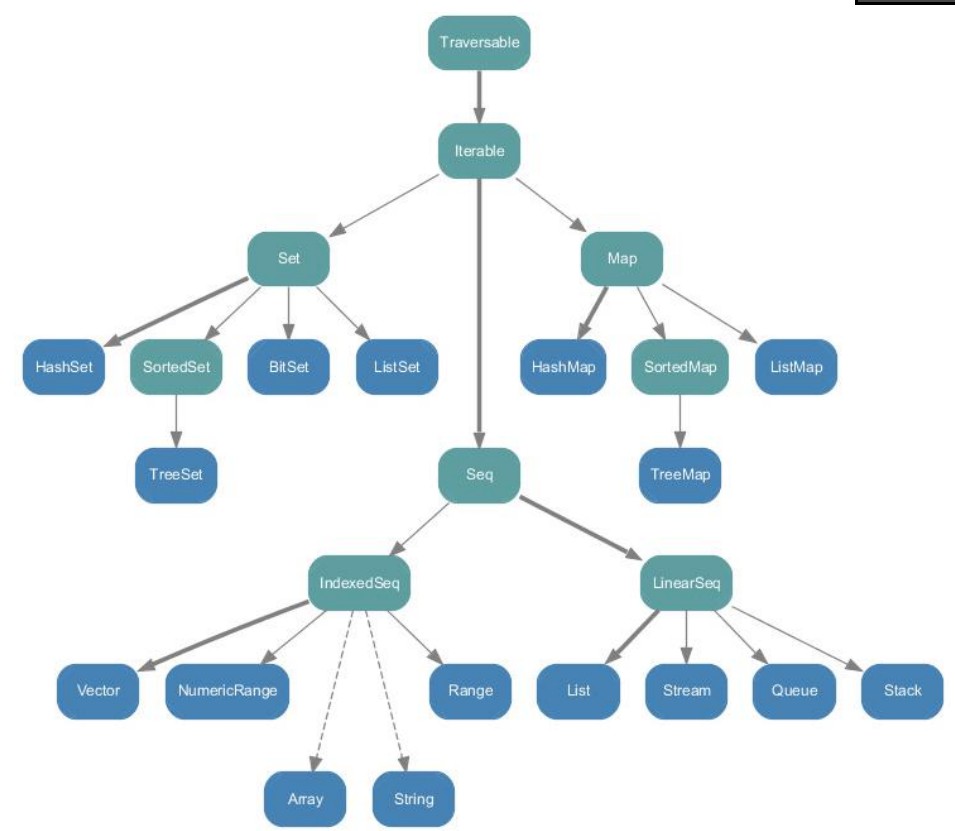 Traversable
Iterable
Set
Map
HashSet
SortedSet
BitSet
ListSet
HashMap
SortedMap
ListMap
TreeSet
Seq
TreeMap
IndexedSeq
LinearSeq
Vector
NumericRange
Range
List
Stream
Queue
Stack
Array
String